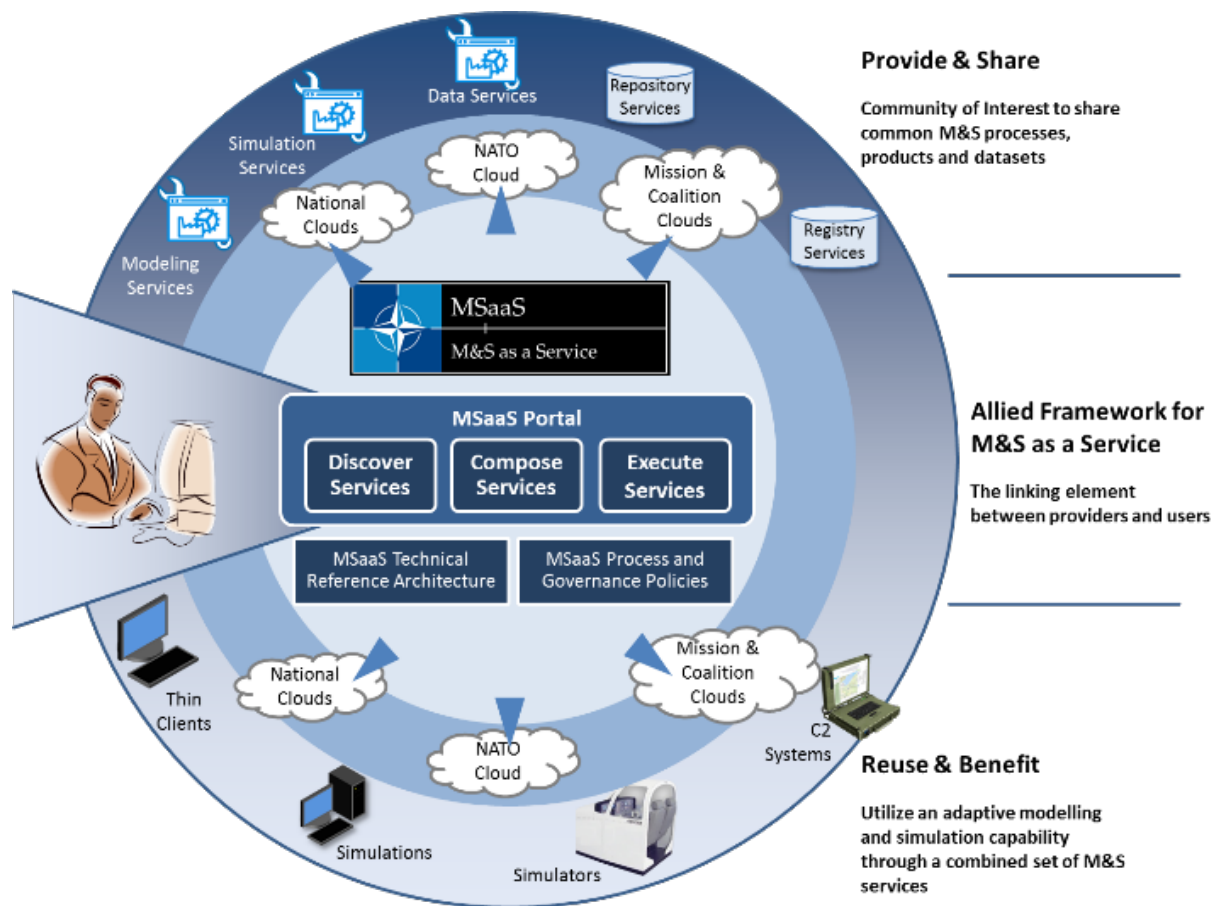 Provide & Share
Community of Interest to share
common M&S processes,
products and datasets
Data Services
Repository
Services
Simulation
Services
NATO
Cloud
Mission &
Coalition
Clouds
National
Clouds
Registry
Services
Modeling
Services
MSaaS
M&S as a Service
MSaaS Portal
Discover
Services
Compose
Services
Execute
Services
Allied Framework for
M&S as a Service
The linking element
between providers and users
MSaaS Technical
Reference Architecture
MSaaS Process and
Governance Policies
Thin
Clients
National
Clouds
NATO
Cloud
Mission &
Coalition
Clouds
C2
Systems
Simulations
Simulators
Reuse & Benefit
Utilize an adaptive modelling
and simulation capability
through a combined set of M&S
services